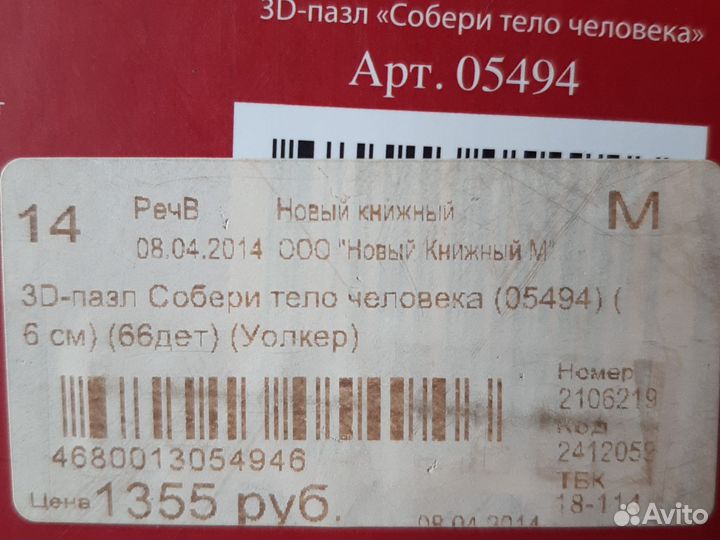 3D-пазл «Собери тело человека»
Арт. 05494
14 РечВ Новый книжный М
08.04.2014 ООО "Новый Книжный М"
3D-пазл Собери тело человека (05494) (
6 см) (66дет) (Уолкер)
Номер
2106219
Код
2412059
4680013054946
ТБК
18-114
Цена 1355 руб.
08.04.2014
Avito